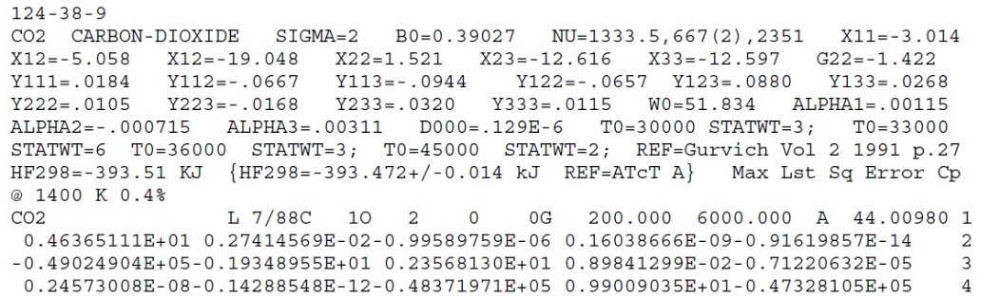 124-38-9
CO2  CARBON-DIOXIDE   SIGMA=2   B0=0.39027   NU=1333.5,667(2),2351   X11=-3.014
X12=-5.058   X12=-19.048   X22=1.521   X23=-12.616   X33=-12.597   G22=-1.422
Y111=.0184   Y112=-.0667   Y113=-.0944    Y122=-.0657  Y123=.0880   Y133=.0268
Y222=.0105   Y223=-.0168   Y233=.0320   Y333=.0115  W0=51.834   ALPHA1=.00115
ALPHA2=-.000715   ALPHA3=.00311   D000=.129E-6   T0=30000 STATWT=3;   T0=33000
STATWT=6  T0=36000  STATWT=3;  T0=45000  STATWT=2;  REF=Gurvich Vol 2 1991 p.27
HF298=-393.51 KJ  {HF298=-393.472+/-0.014 kJ  REF=ATcT A}   Max Lst Sq Error Cp
@ 1400 K 0.4%
CO2               L 7/88C   1O   2    0    0G   200.000  6000.000  A  44.00980 1
 0.46365111E+01 0.27414569E-02-0.99589759E-06 0.16038666E-09-0.91619857E-14    2
-0.49024904E+05-0.19348955E+01 0.23568130E+01 0.89841299E-02-0.71220632E-05    3
 0.24573008E-08-0.14288548E-12-0.48371971E+05 0.99009035E+01-0.47328105E+05    4